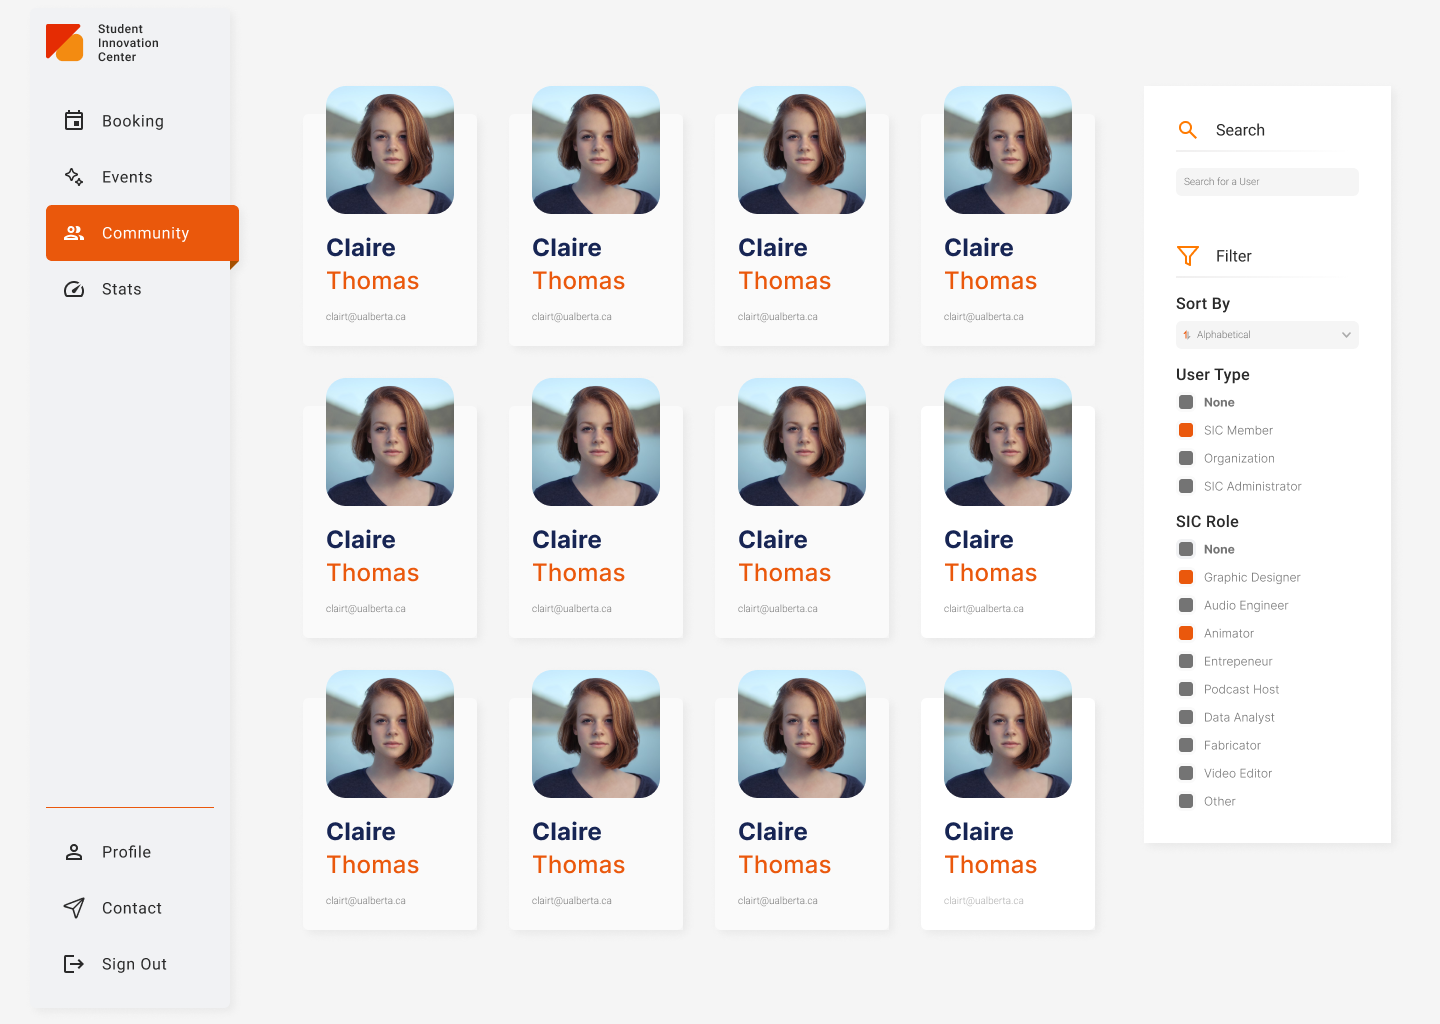 Student
Innovation
Center
Booking
Events
Community
Stats
Profile
Contact
Sign Out
Claire
Thomas
clairt@ualberta.ca
Claire
Thomas
clairt@ualberta.ca
Claire
Thomas
clairt@ualberta.ca
Claire
Thomas
clairt@ualberta.ca
Claire
Thomas
clairt@ualberta.ca
Claire
Thomas
clairt@ualberta.ca
Claire
Thomas
clairt@ualberta.ca
Claire
Thomas
clairt@ualberta.ca
Claire
Thomas
clairt@ualberta.ca
Claire
Thomas
clairt@ualberta.ca
Claire
Thomas
clairt@ualberta.ca
Claire
Thomas
clairt@ualberta.ca
Search
Search for a User
Filter
Sort By
Alphabetical
User Type
None
SIC Member
Organization
SIC Administrator
SIC Role
None
Graphic Designer
Audio Engineer
Animator
Entrepeneur
Podcast Host
Data Analyst
Fabricator
Video Editor
Other